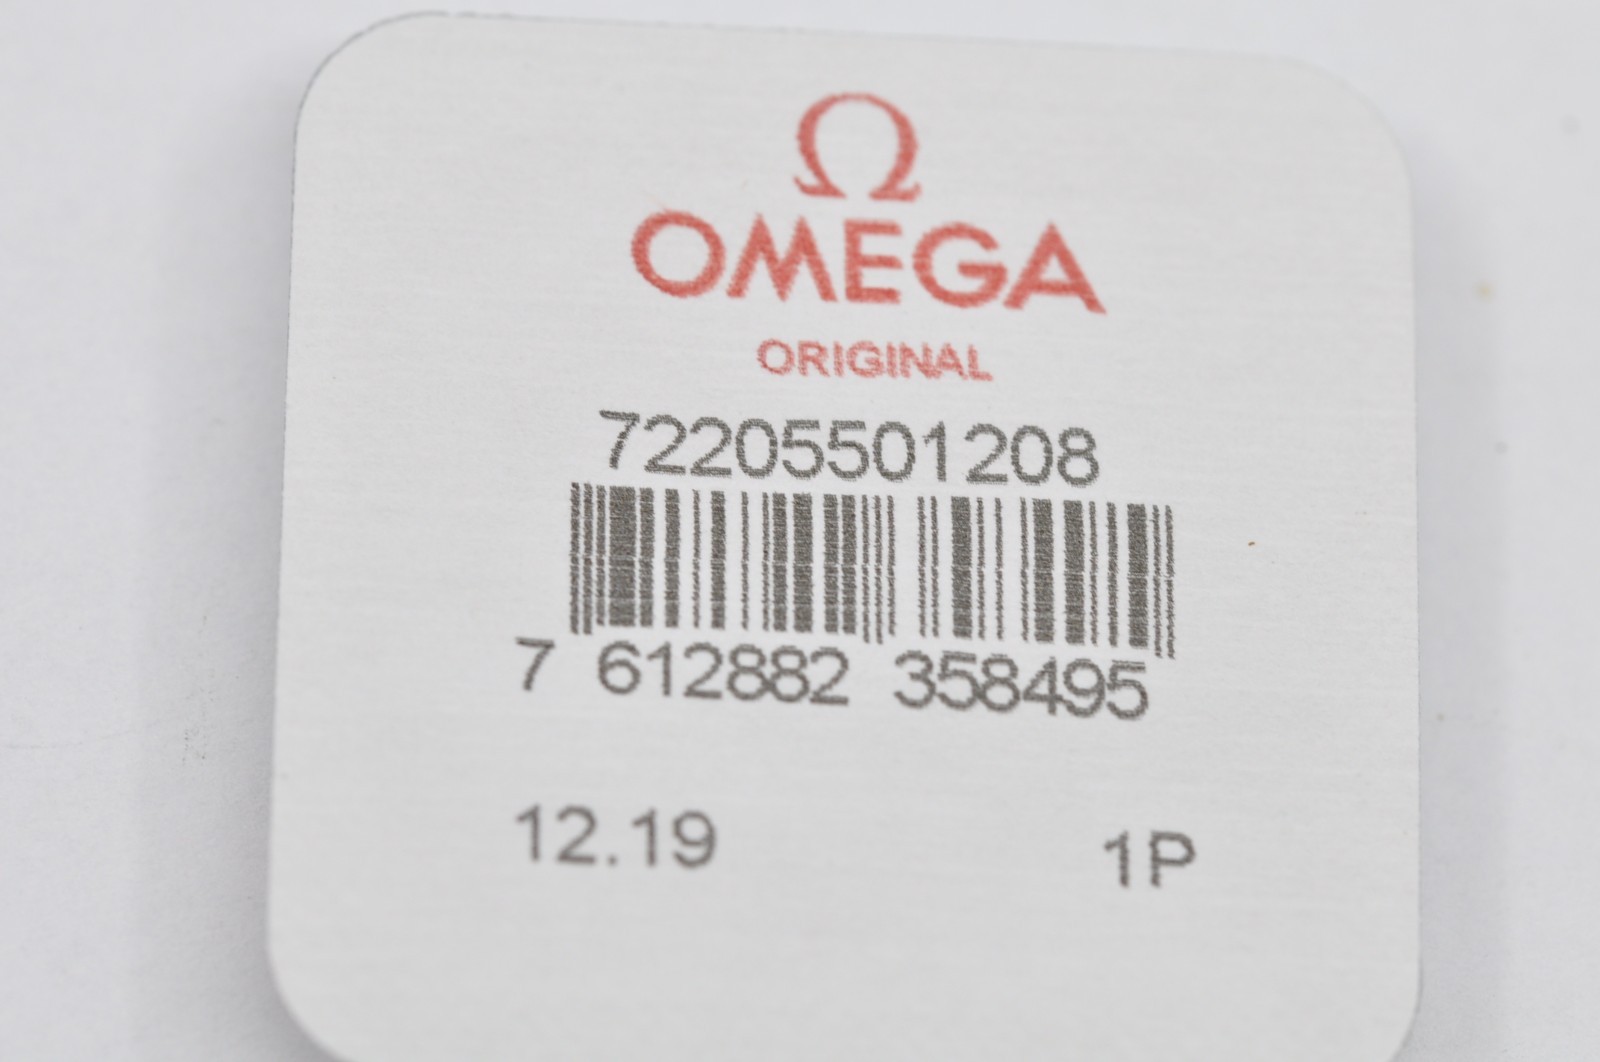 Ω
OMEGA
ORIGINAL
72205501208
7 612882 358495
12.19 1P